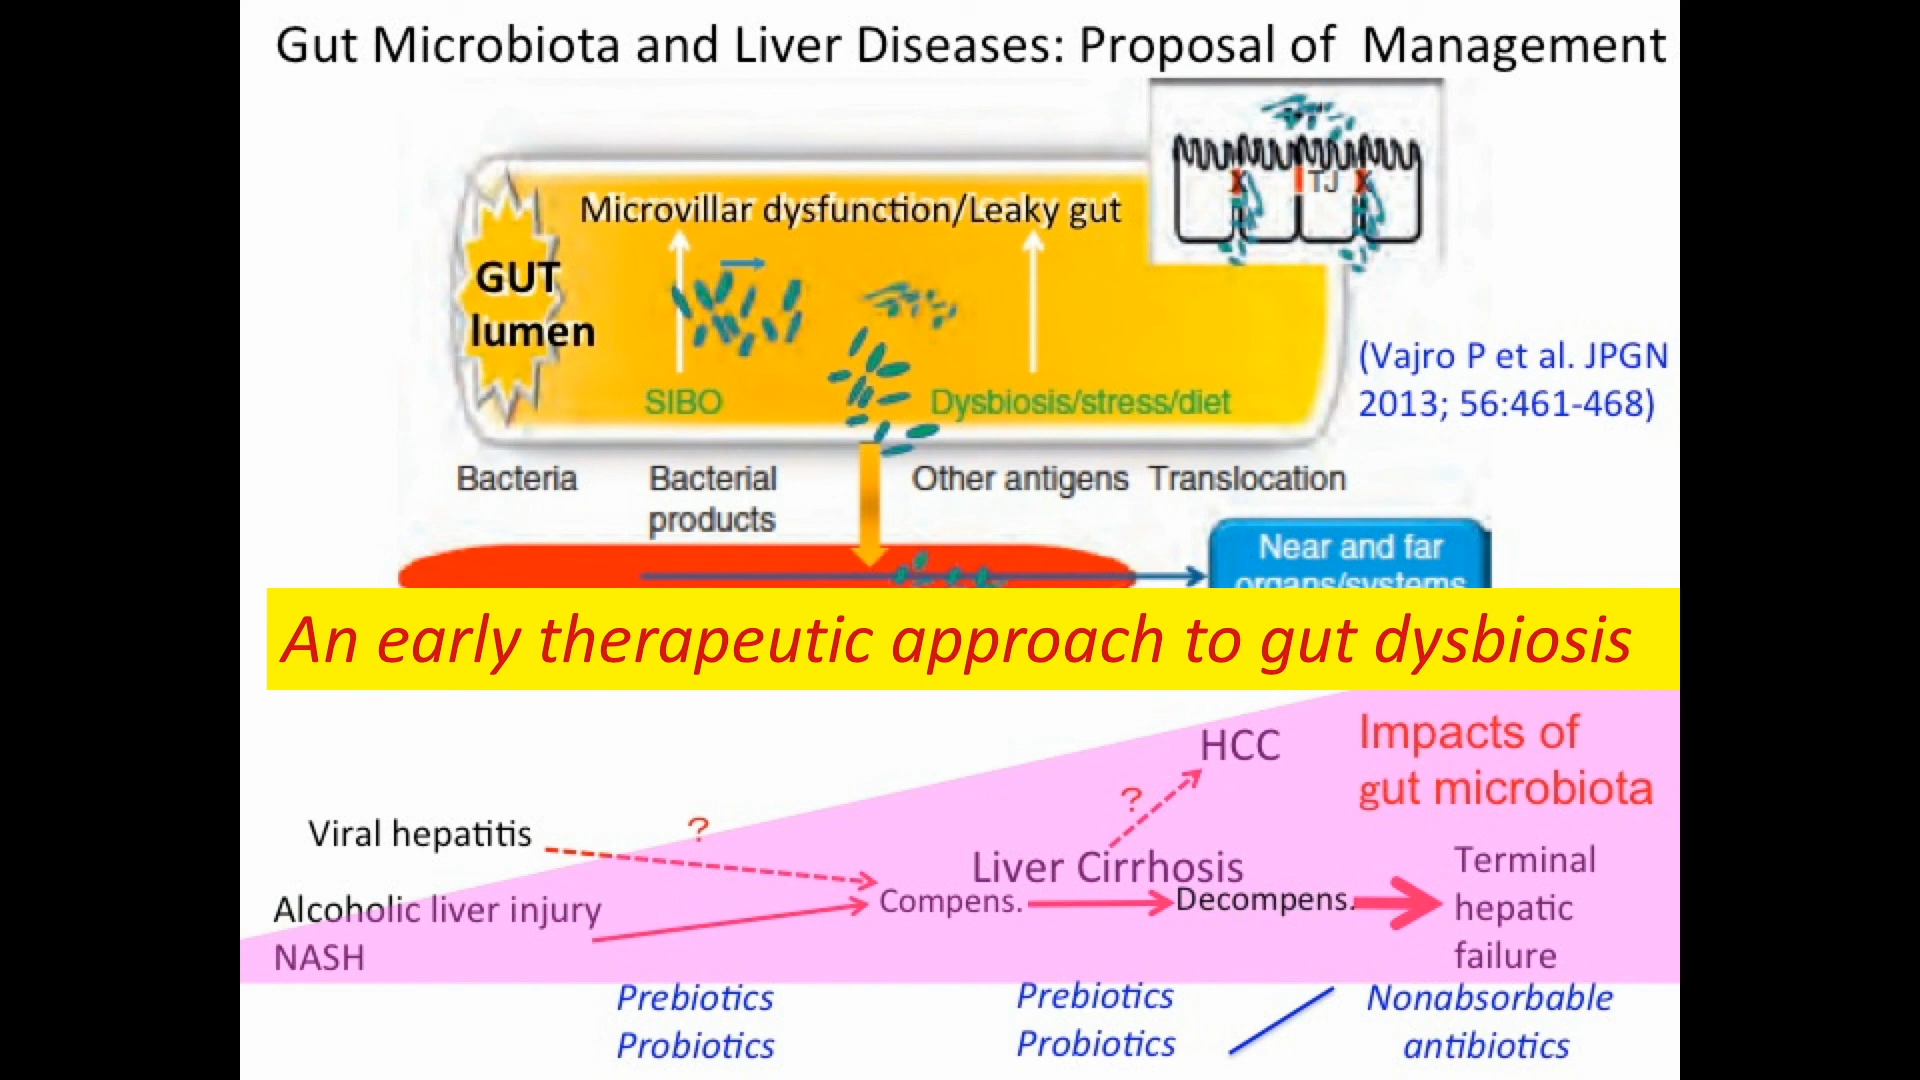 Gut Microbiota and Liver Diseases: Proposal of Management
TJ
Microvillar dysfunction/Leaky gut
GUT
lumen
SIBO
Dysbiosis/stress/diet
(Vajro P et al. JPGN
2013; 56:461-468)
Bacteria
Bacterial
products
Other antigens
Translocation
Near and far
organs/systems
An early therapeutic approach to gut dysbiosis
Impacts of
gut microbiota
HCC
?
?
Viral hepatitis
Liver Cirrhosis
Alcoholic liver injury
NASH
Compens.
Decompens.
Terminal
hepatic
failure
Prebiotics
Probiotics
Prebiotics
Probiotics
Nonabsorbable
antibiotics